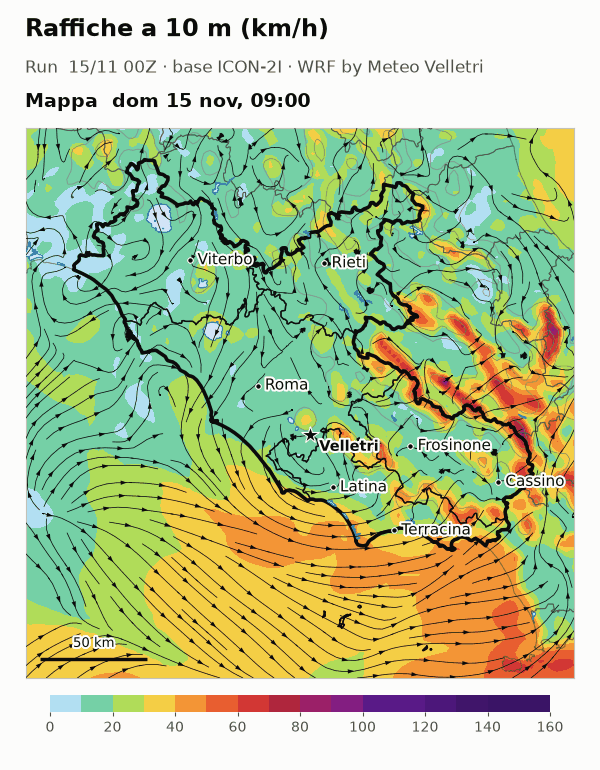 Raffiche a 10 m (km/h)
Run  15/11 00Z · base ICON-2I · WRF by Meteo Velletri
Mappa  dom 15 nov, 09:00
Viterbo
Rieti
Roma
Velletri
Frosinone
Latina
Cassino
Terracina
50 km
0 20 40 60 80 100 120 140 160